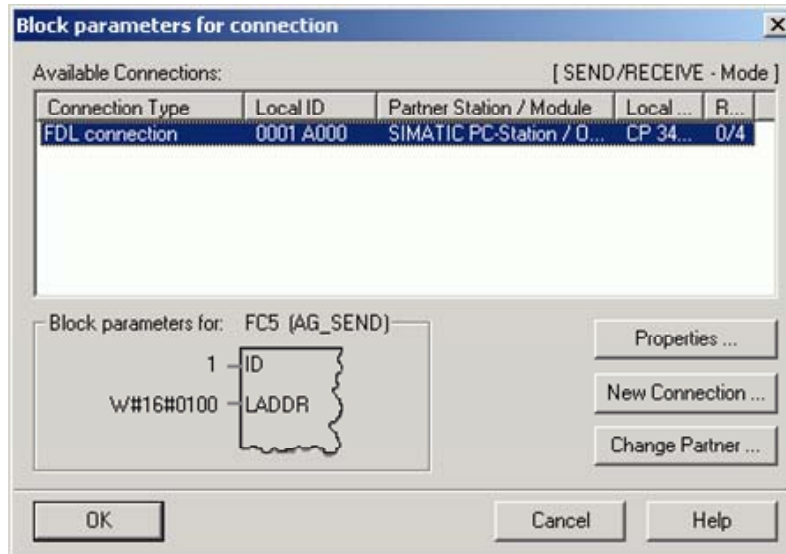 Block parameters for connection
Available Connections: [ SEND/RECEIVE - Mode ]
Connection Type Local ID Partner Station / Module Local ... R...
FDL connection 0001 A000 SIMATIC PC-Station / O... CP 34... 0/4
Block parameters for: FC5 (AG_SEND)
Properties ...
1 ID
New Connection ...
W#16#0100 LADDR
Change Partner ...
OK Cancel Help